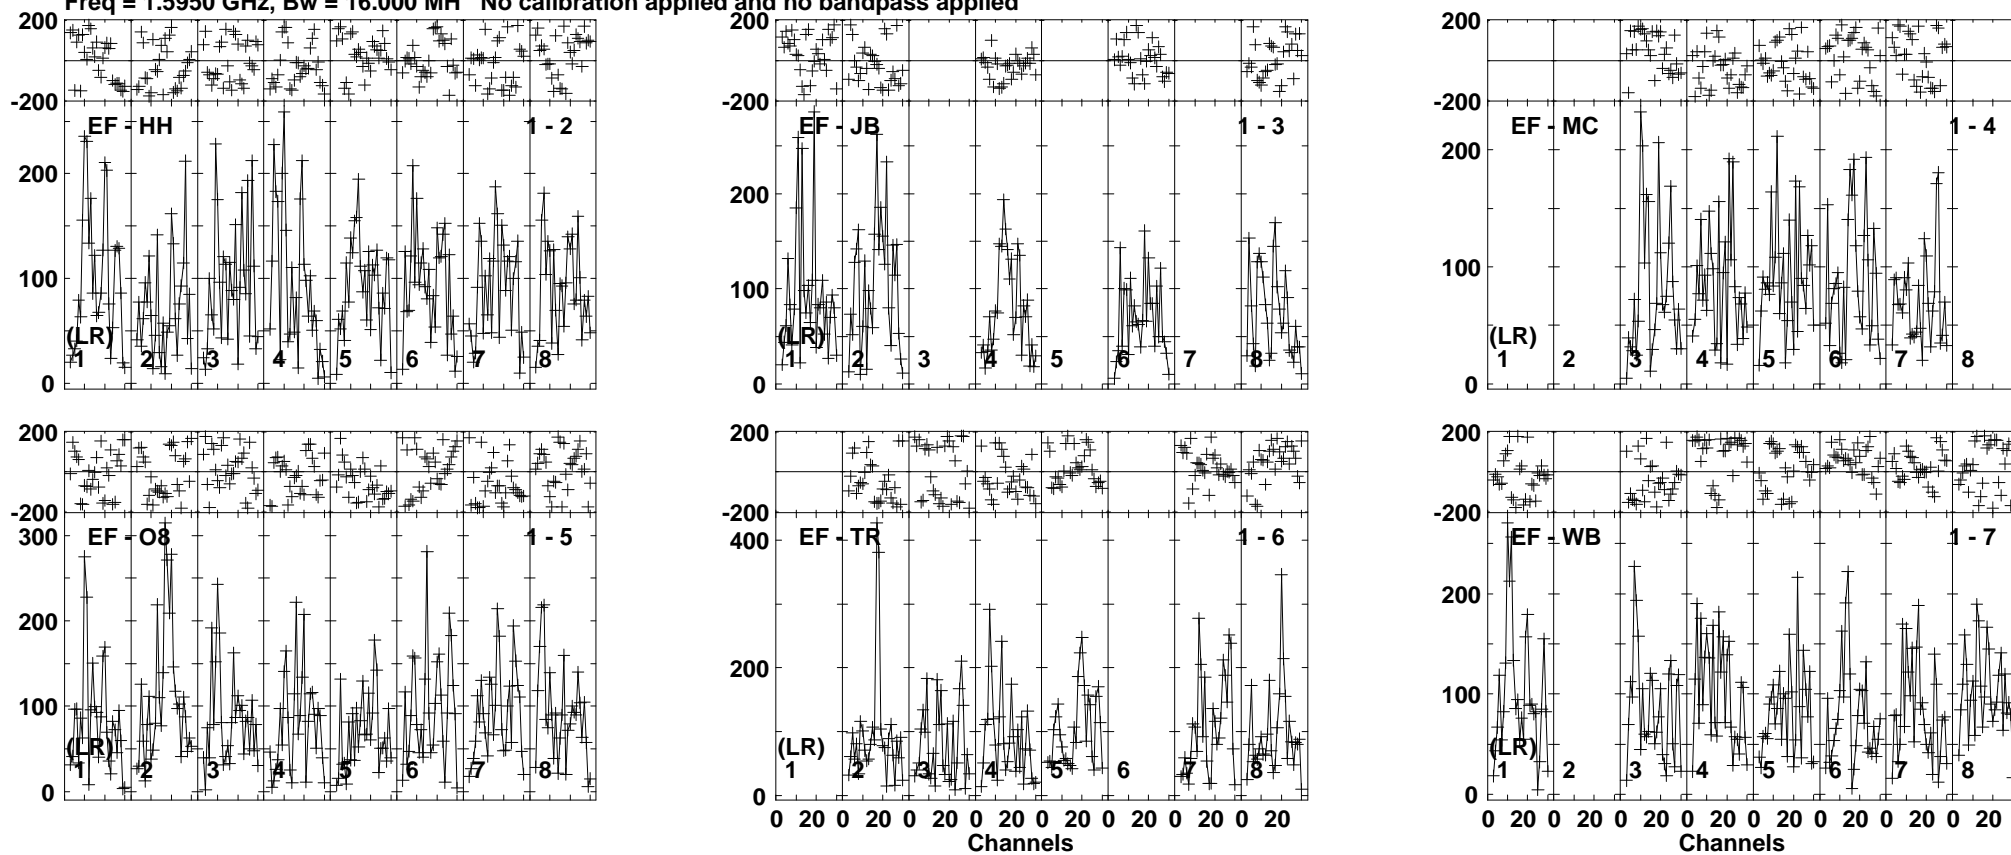 Freq = 1.5950 GHz, Bw = 16.000 MH   No calibration applied and no bandpass applied
200 200 200
-200 -200 -200
EF - HH 1 - 2 EF - JB 1 - 3 EF - MC 1 - 4
200 200 200
100 100 100
(LR) (LR) (LR)
1 2 3 4 5 6 7 8 1 2 3 4 5 6 7 8 1 2 3 4 5 6 7 8
0 0 0
200 200 200
-200 -200 -200
EF - O8 1 - 5 EF - TR 1 - 6 EF - WB 1 - 7
300 400
200 200 200
100 100
(LR) (LR) (LR)
1 2 3 4 5 6 7 8 1 2 3 4 5 6 7 8 1 2 3 4 5 6 7 8
0 0 0
0 20 0 20 0 20 0 20 0 20 0 20 0 20 0 20 0 20 0 20 0 20 0 20 0 20 0 20 0 20 0 20
Channels Channels